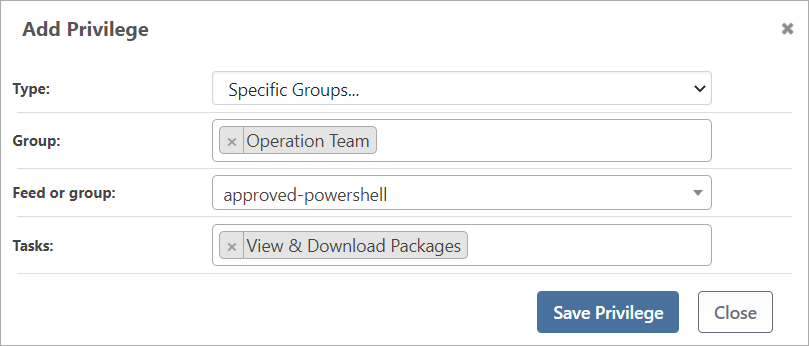 Add Privilege
×
Type: Specific Groups...
Group: × Operation Team
Feed or group: approved-powershell
Tasks: × View & Download Packages
Save Privilege Close